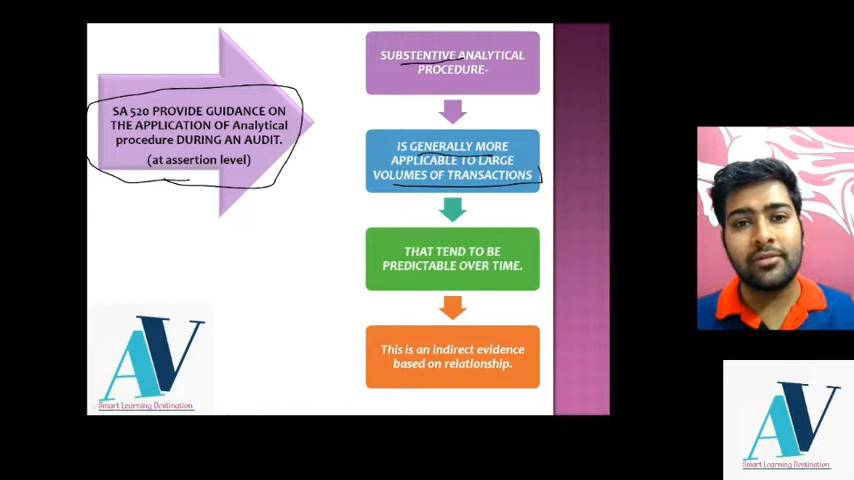 SA 520 PROVIDE GUIDANCE ON
THE APPLICATION OF Analytical
procedure DURING AN AUDIT.
(at assertion level)
SUBSTENTIVE ANALYTICAL
PROCEDURE-
IS GENERALLY MORE
APPLICABLE TO LARGE
VOLUMES OF TRANSACTIONS
THAT TEND TO BE
PREDICTABLE OVER TIME.
This is an indirect evidence
based on relationship.
AV
Smart Learning Destination
AV
Smart Learning Destination